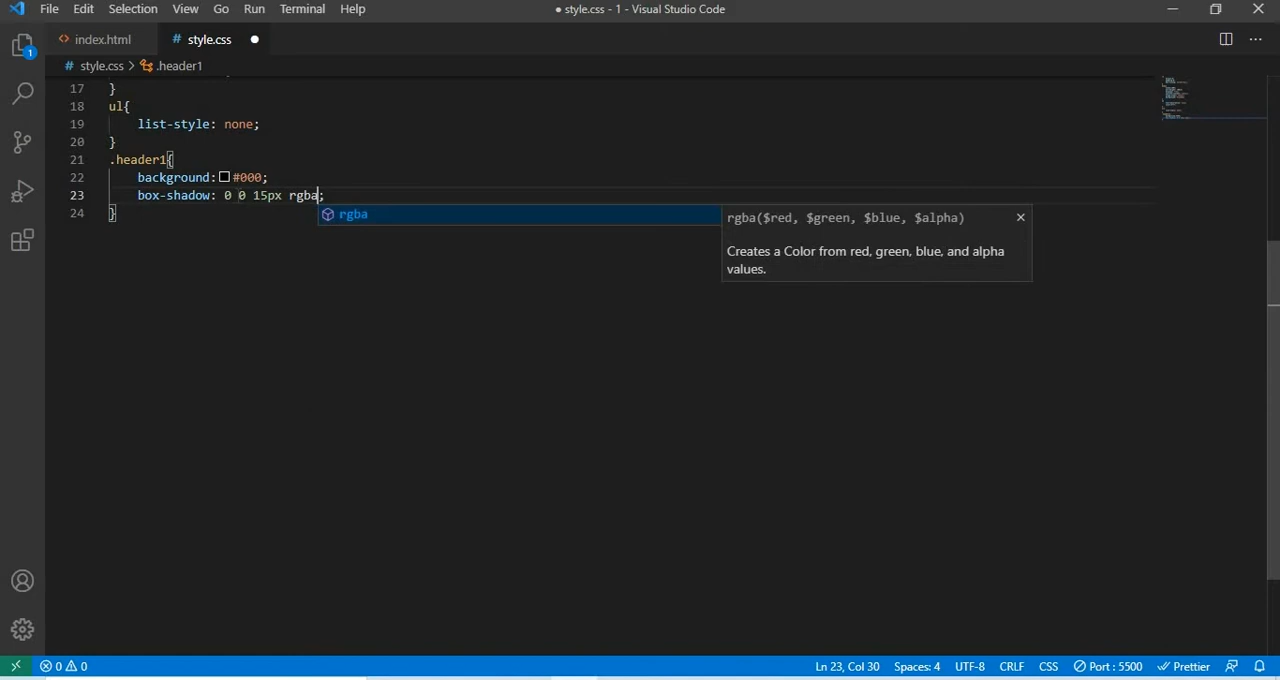 File Edit Selection View Go Run Terminal Help ● style.css - 1 - Visual Studio Code
index.html # style.css
# style.css > .header1
1
17 }
18 ul{
19 list-style: none;
20 }
21 .header1{
22 background: #000;
23 box-shadow: 0 0 15px rgba;
24 }
rgba
rgba($red, $green, $blue, $alpha)
Creates a Color from red, green, blue, and alpha
values.
0 0 Ln 23, Col 30 Spaces: 4 UTF-8 CRLF CSS Port : 5500 Prettier